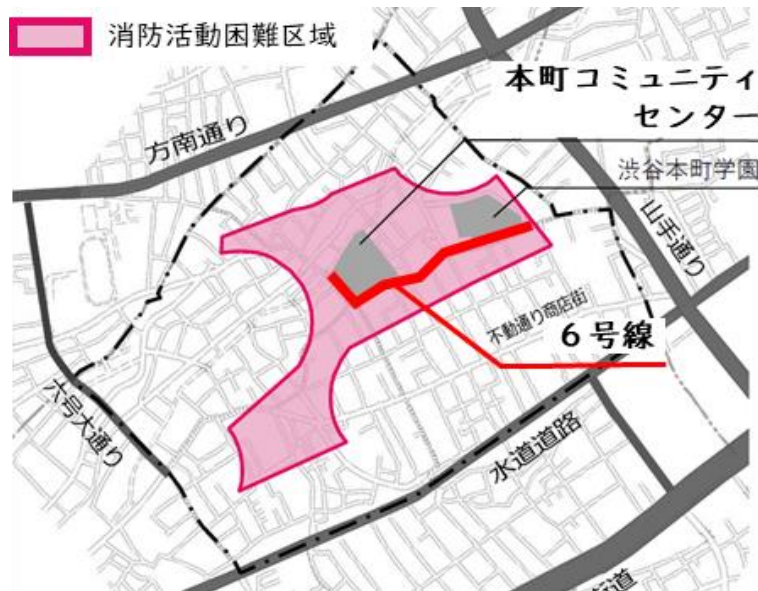 消防活動困難区域
本町コミュニティ
センター
方南通り
渋谷本町学園
山手通り
不動通り商店街
6号線
六号大通り
水道道路
道